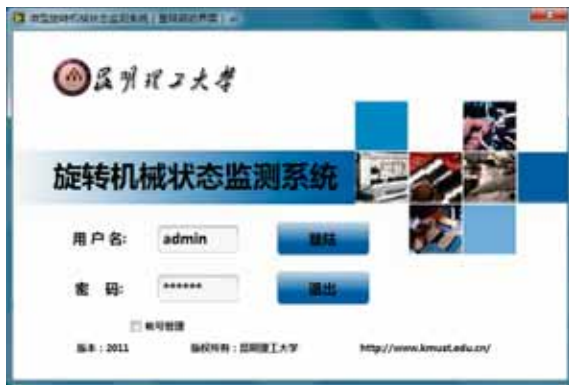 昆明理工大学
旋转机械状态监测系统
用户名: admin 登陆
密 码: ****** 退出
帐号管理
版本：2011 版权所有：昆明理工大学 http://www.kmust.edu.cn/